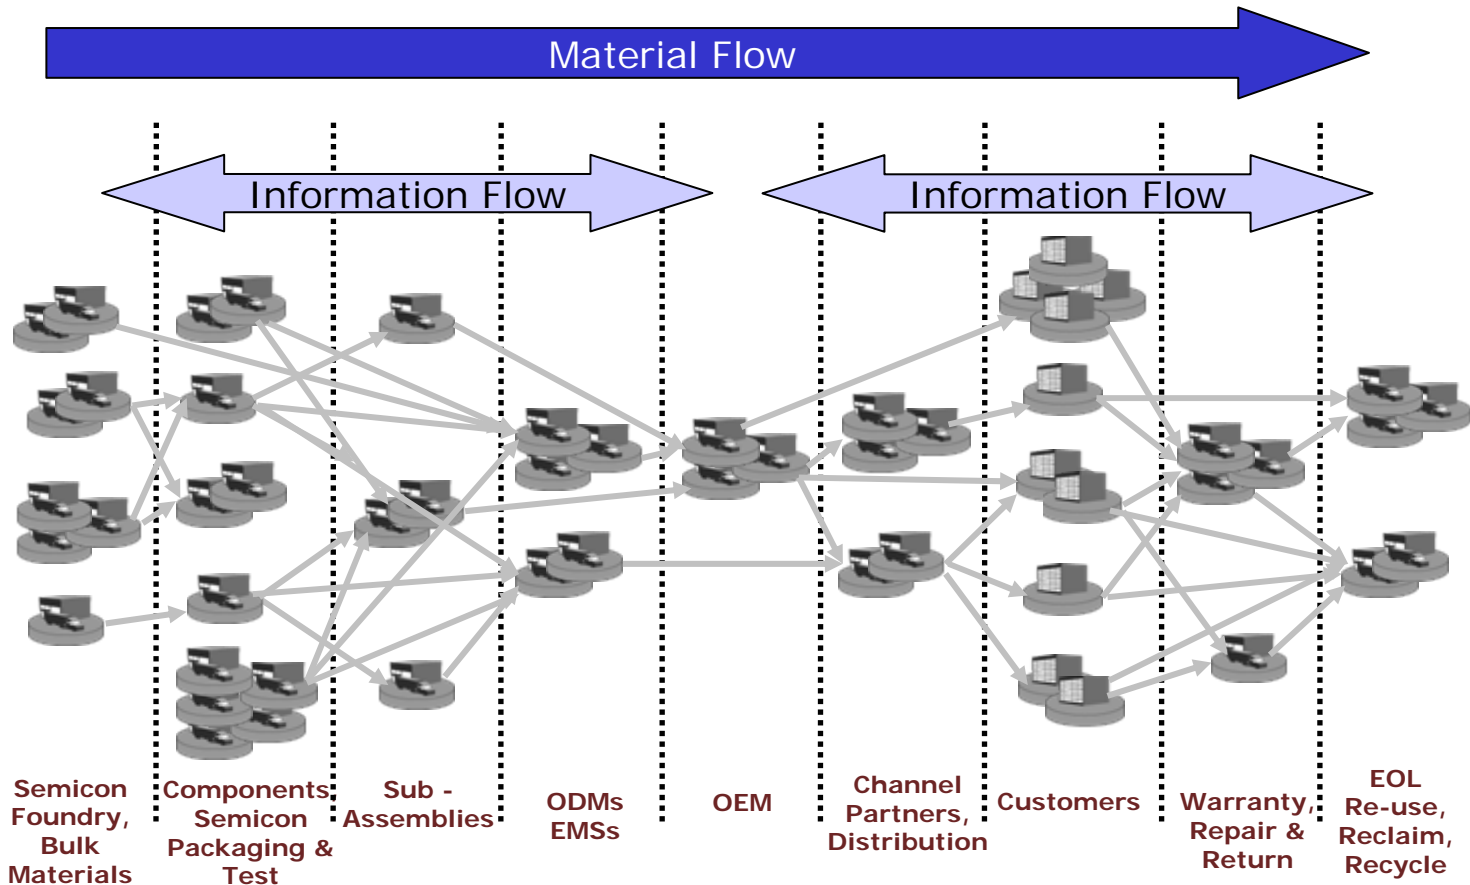 Material Flow
Information Flow
Information Flow
Semicon
Foundry,
Bulk
Materials
Components
Semicon
Packaging &
Test
Sub -
Assemblies
ODMs
EMSs
OEM
Channel
Partners,
Distribution
Customers
Warranty,
Repair &
Return
EOL
Re-use,
Reclaim,
Recycle